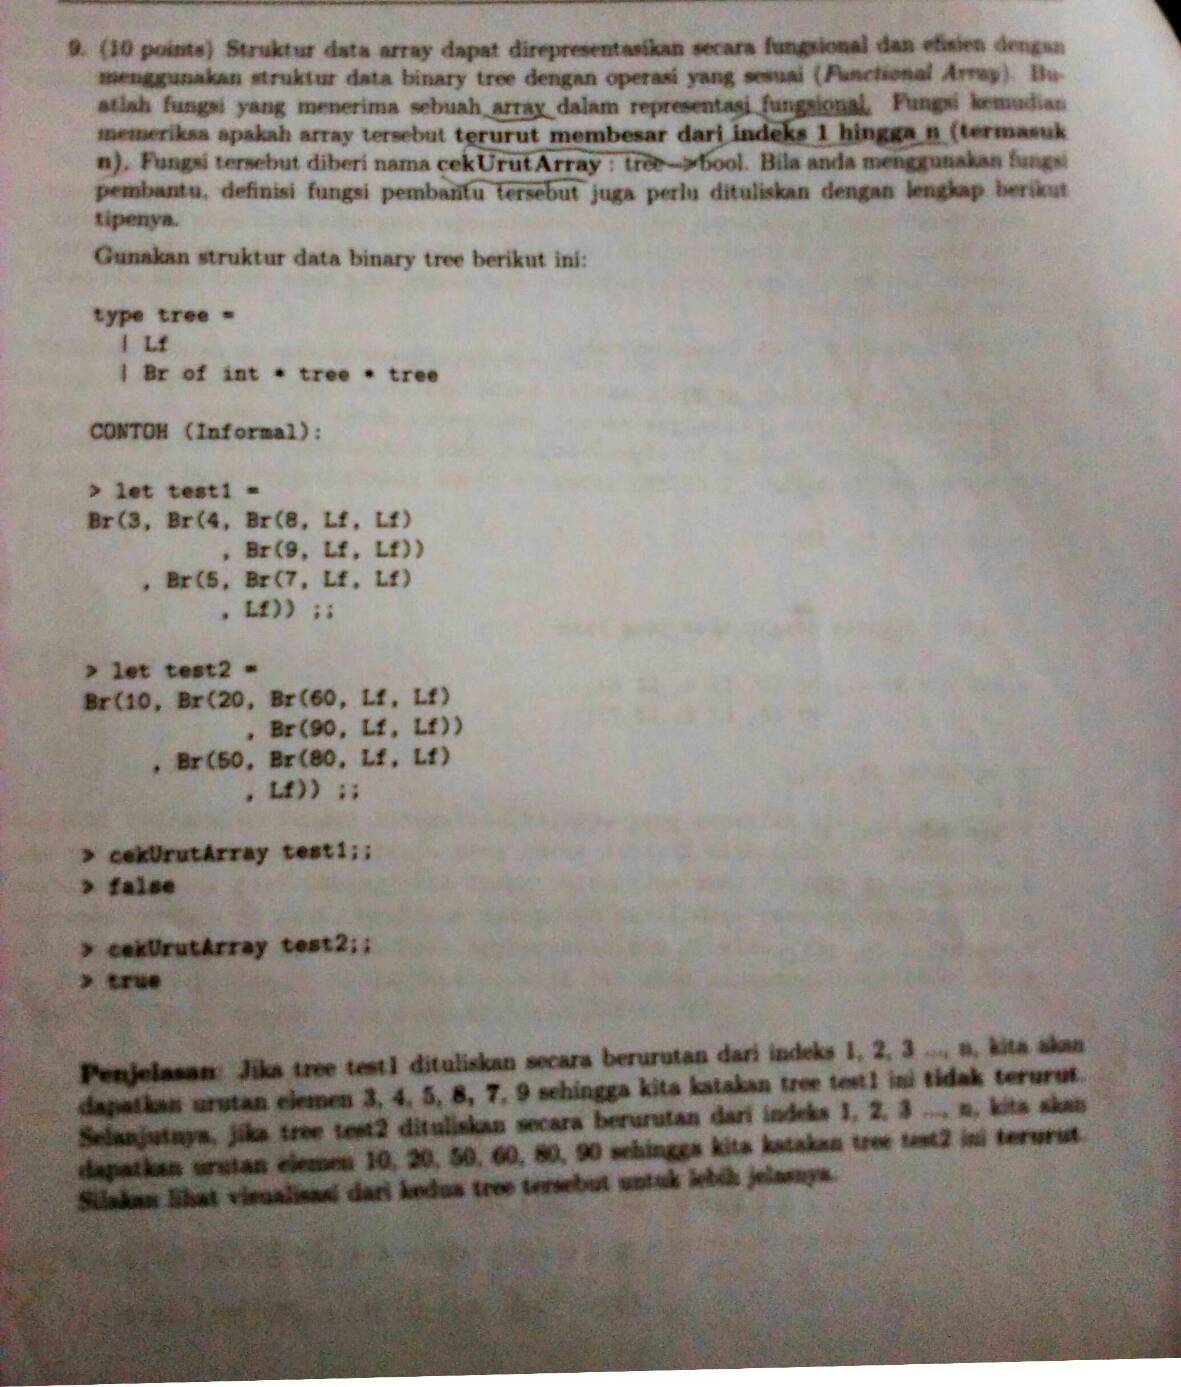 9. (10 points) Struktur data array dapat direpresentasikan secara fungsional dan efisien dengan
menggunakan struktur data binary tree dengan operasi yang sesuai (Functional Array). Bu-
atlah fungsi yang menerima sebuah array dalam representasi fungsional. Fungsi kemudian
memeriksa apakah array tersebut terurut membesar dari indeks 1 hingga n (termasuk
n). Fungsi tersebut diberi nama cekUrutArray : tree -> bool. Bila anda menggunakan fungsi
pembantu, definisi fungsi pembantu tersebut juga perlu dituliskan dengan lengkap berikut
tipenya.
Gunakan struktur data binary tree berikut ini:
type tree =
| Lf
| Br of int * tree * tree
CONTOH (Informal):
> let test1 =
Br(3, Br(4, Br(8, Lf, Lf)
, Br(9, Lf, Lf))
, Br(5, Br(7, Lf, Lf)
, Lf)) ;;
> let test2 =
Br(10, Br(20, Br(60, Lf, Lf)
, Br(90, Lf, Lf))
, Br(50, Br(80, Lf, Lf)
, Lf)) ;;
> cekUrutArray test1;;
> false
> cekUrutArray test2;;
> true
Penjelasan: Jika tree test1 dituliskan secara berurutan dari indeks 1, 2, 3 ..., n, kita akan
dapatkan urutan elemen 3, 4, 5, 8, 7, 9 sehingga kita katakan tree test1 ini tidak terurut.
Selanjutnya, jika tree test2 dituliskan secara berurutan dari indeks 1, 2, 3 ..., n, kita akan
dapatkan urutan elemen 10, 20, 50, 60, 80, 90 sehingga kita katakan tree test2 ini terurut.
Silakan lihat visualisasi dari kedua tree tersebut untuk lebih jelasnya.